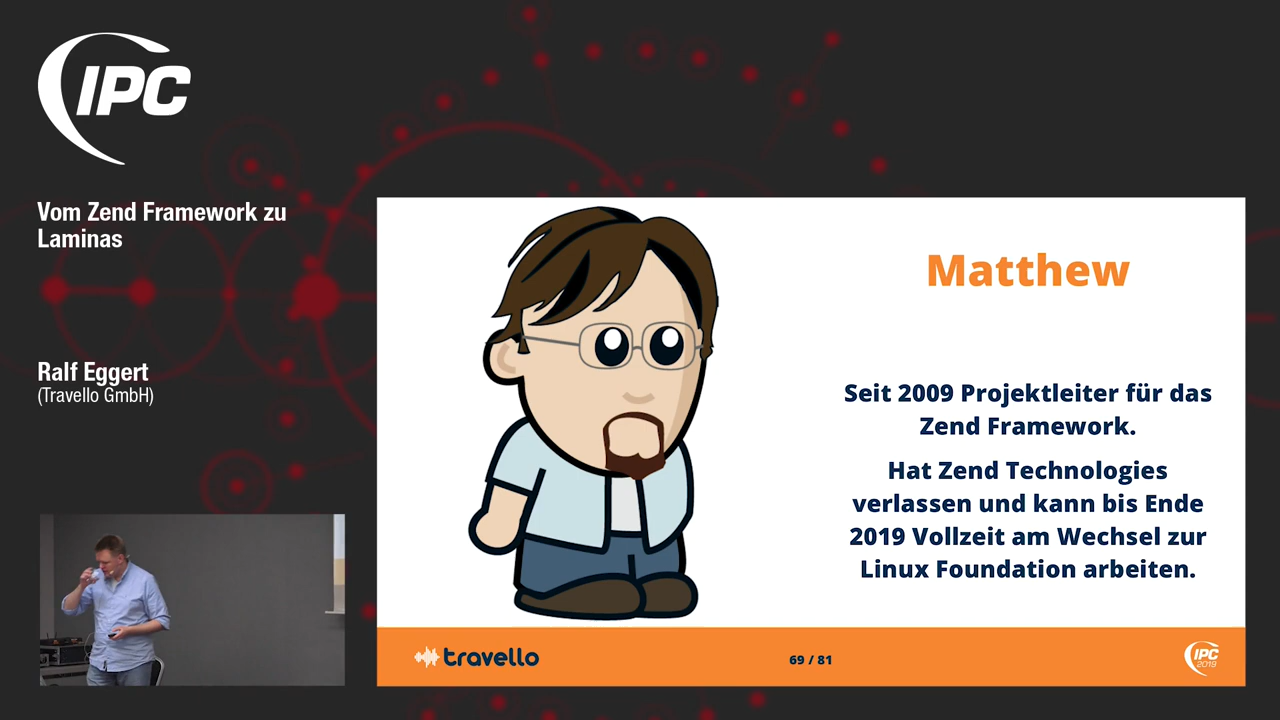 IPC
Vom Zend Framework zu
Laminas
Ralf Eggert
(Travello GmbH)
Matthew
Seit 2009 Projektleiter für das
Zend Framework.
Hat Zend Technologies
verlassen und kann bis Ende
2019 Vollzeit am Wechsel zur
Linux Foundation arbeiten.
travello
69 / 81
IPC
2019